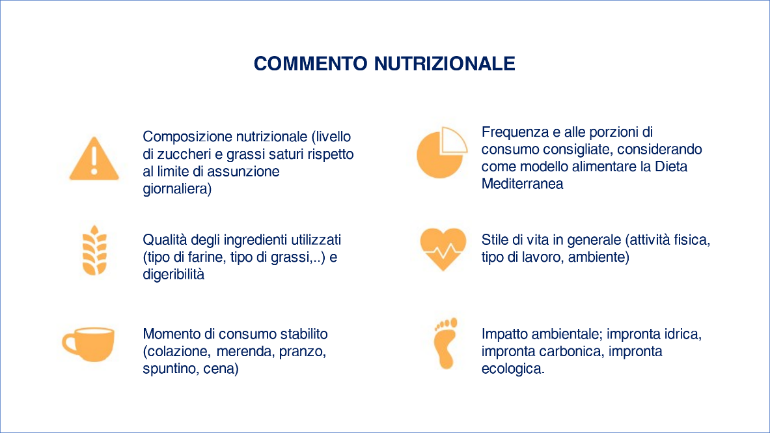 COMMENTO NUTRIZIONALE
Composizione nutrizionale (livello
di zuccheri e grassi saturi rispetto
al limite di assunzione
giornaliera)
Qualità degli ingredienti utilizzati
(tipo di farine, tipo di grassi,..) e
digeribilità
Momento di consumo stabilito
(colazione, merenda, pranzo,
spuntino, cena)
Frequenza e alle porzioni di
consumo consigliate, considerando
come modello alimentare la Dieta
Mediterranea
Stile di vita in generale (attività fisica,
tipo di lavoro, ambiente)
Impatto ambientale; impronta idrica,
impronta carbonica, impronta
ecologica.